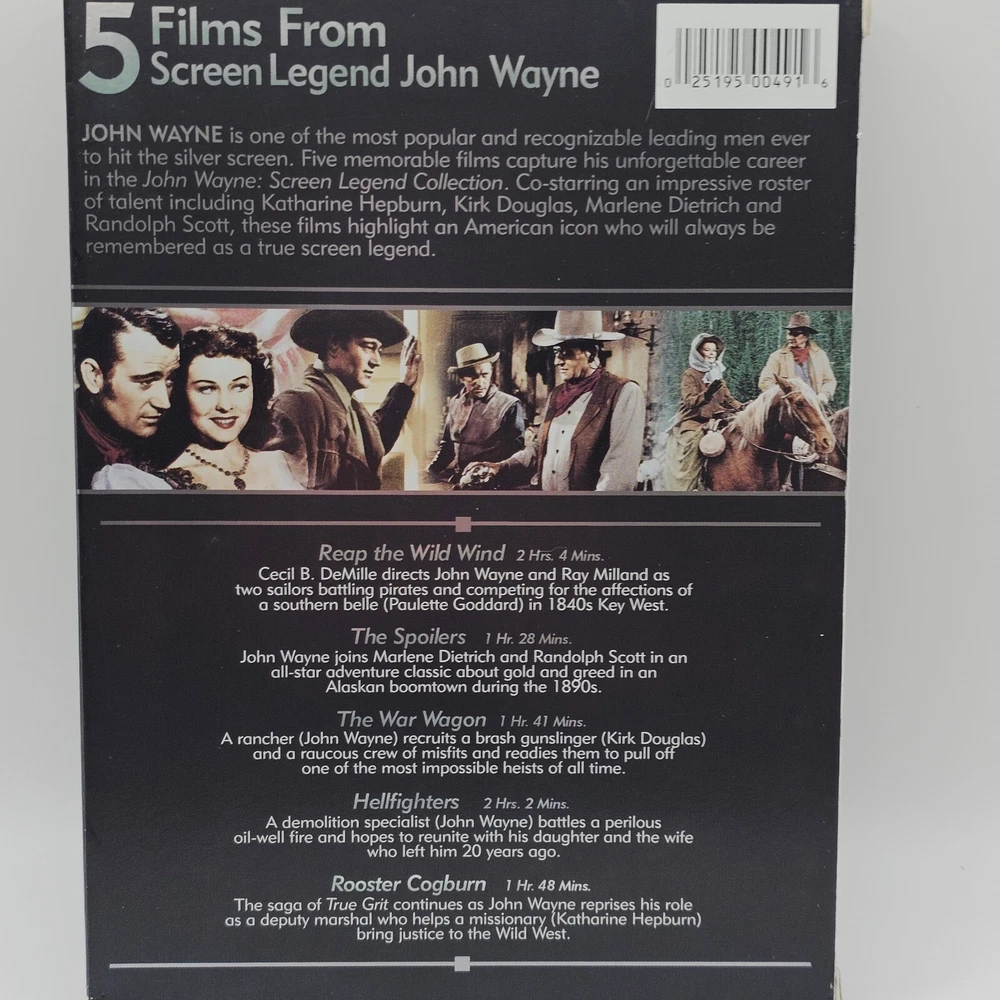 5 Films From
Screen Legend John Wayne
0 25195 00491 6
JOHN WAYNE is one of the most popular and recognizable leading men ever
to hit the silver screen. Five memorable films capture his unforgettable career
in the John Wayne: Screen Legend Collection. Co-starring an impressive roster
of talent including Katharine Hepburn, Kirk Douglas, Marlene Dietrich and
Randolph Scott, these films highlight an American icon who will always be
remembered as a true screen legend.
Reap the Wild Wind 2 Hrs. 4 Mins.
Cecil B. DeMille directs John Wayne and Ray Milland as
two sailors battling pirates and competing for the affections of
a southern belle (Paulette Goddard) in 1840s Key West.
The Spoilers 1 Hr. 28 Mins.
John Wayne joins Marlene Dietrich and Randolph Scott in an
all-star adventure classic about gold and greed in an
Alaskan boomtown during the 1890s.
The War Wagon 1 Hr. 41 Mins.
A rancher (John Wayne) recruits a brash gunslinger (Kirk Douglas)
and a raucous crew of misfits and readies them to pull off
one of the most impossible heists of all time.
Hellfighters 2 Hrs. 2 Mins.
A demolition specialist (John Wayne) battles a perilous
oil-well fire and hopes to reunite with his daughter and the wife
who left him 20 years ago.
Rooster Cogburn 1 Hr. 48 Mins.
The saga of True Grit continues as John Wayne reprises his role
as a deputy marshal who helps a missionary (Katharine Hepburn)
bring justice to the Wild West.